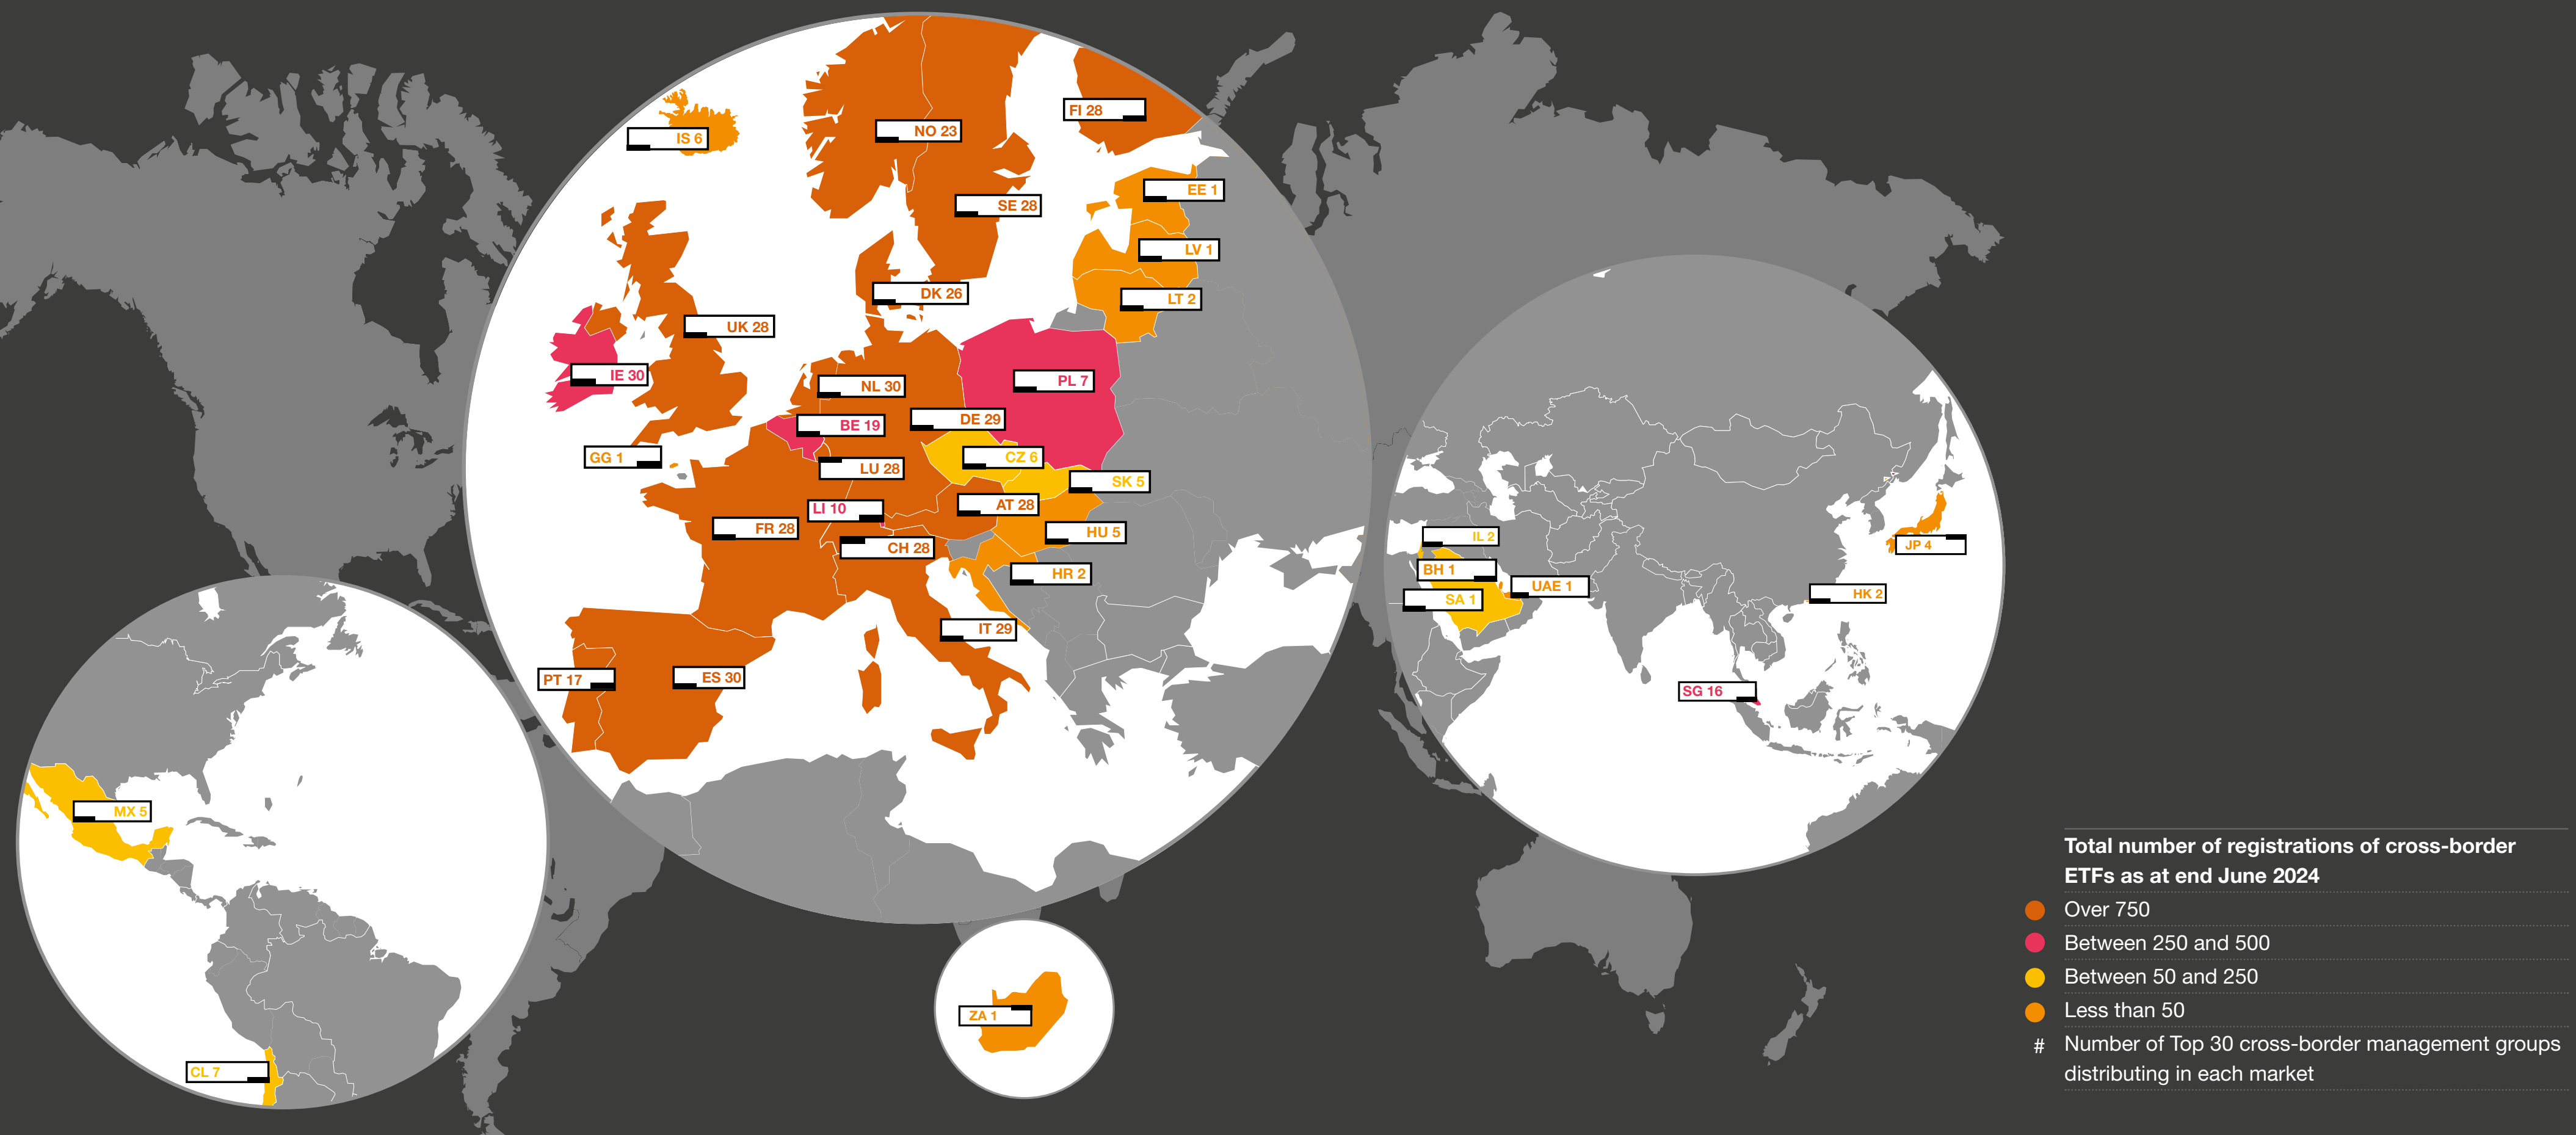 IS 6
NO 23
FI 28
SE 28
EE 1
LV 1
LT 2
DK 26
UK 28
IE 30
NL 30
PL 7
BE 19
DE 29
GG 1
LU 28
CZ 6
SK 5
LI 10
AT 28
FR 28
CH 28
HU 5
HR 2
IT 29
PT 17
ES 30
IL 2
BH 1
UAE 1
SA 1
JP 4
HK 2
SG 16
MX 5
CL 7
ZA 1
Total number of registrations of cross-border
ETFs as at end June 2024
Over 750
Between 250 and 500
Between 50 and 250
Less than 50
# Number of Top 30 cross-border management groups
distributing in each market